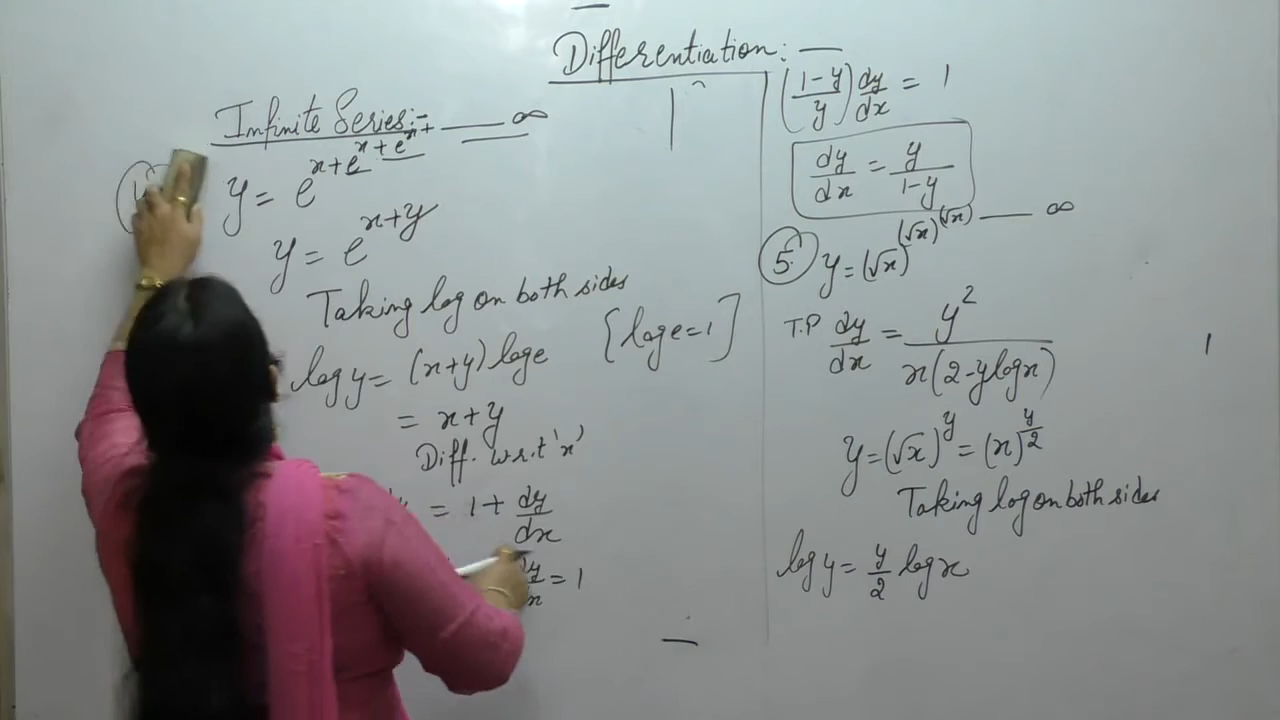 Differentiation:—
Infinite Series:-
y = e^{x+e^{x+e^{x+ —— ∞}}}
y = e^{x+y}
Taking log on both sides
log y = (x+y) log e [log e = 1]
= x+y
Diff. w.r.t 'x'
= 1 + dy/dx
= 1
((1-y)/y) dy/dx = 1
dy/dx = y/(1-y)
5. y = (√x)^{(√x)^{(√x) —— ∞}}
T.P dy/dx = y²/(x(2-y log x))
y = (√x)^y = (x)^{y/2}
Taking log on both sides
log y = y/2 log x